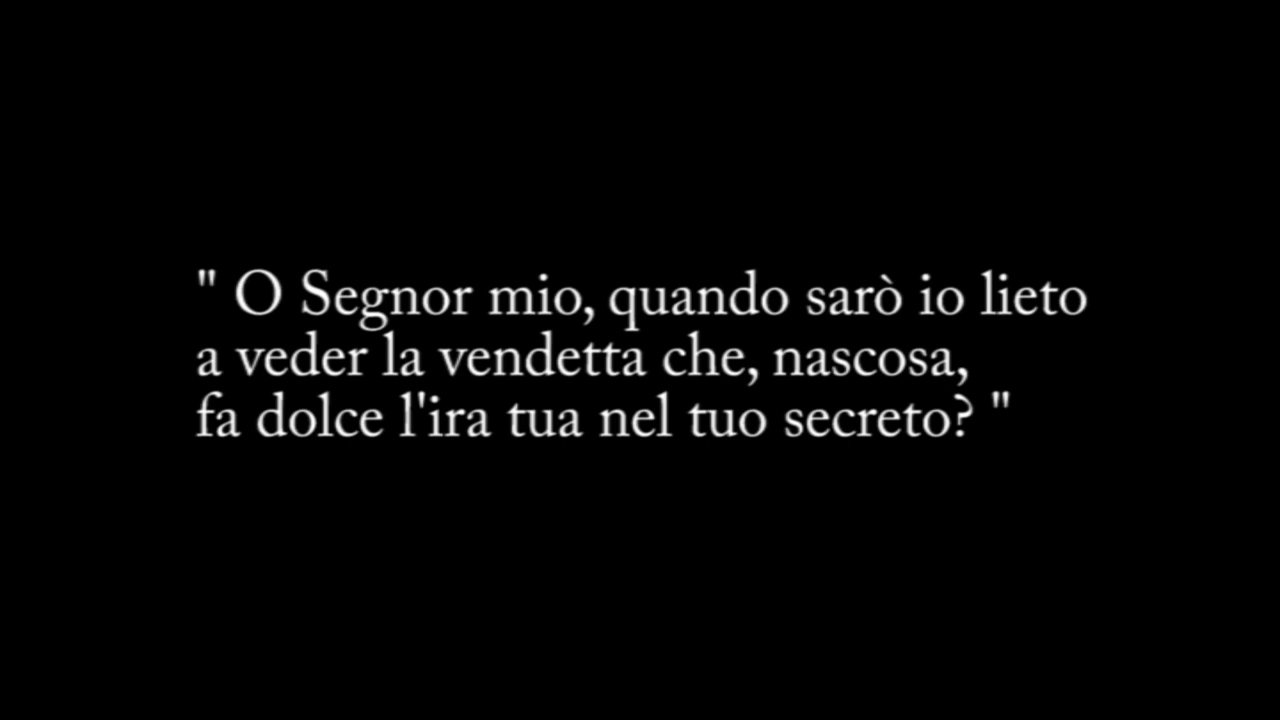 " O Segnor mio, quando sarò io lieto
a veder la vendetta che, nascosa,
fa dolce l'ira tua nel tuo secreto? "